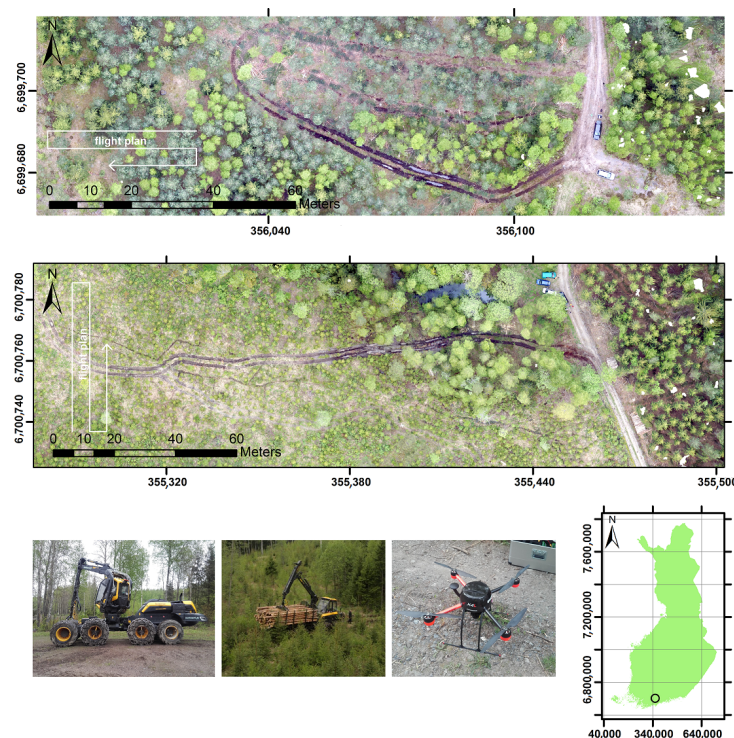 N
6,699,700
6,699,680
flight plan
0 10 20 40 60
Meters
356,040 356,100
N
6,700,780
6,700,760
6,700,740
flight plan
0 10 20 40 60
Meters
355,320 355,380 355,440 355,500
N
7,600,000
7,200,000
6,800,000
40.000 340.000 640.000